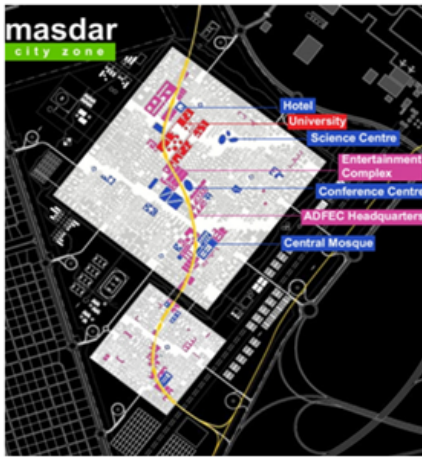 masdar
city zone
Hotel
University
Science Centre
Entertainment
Complex
Conference Centre
ADFEC Headquarters
Central Mosque